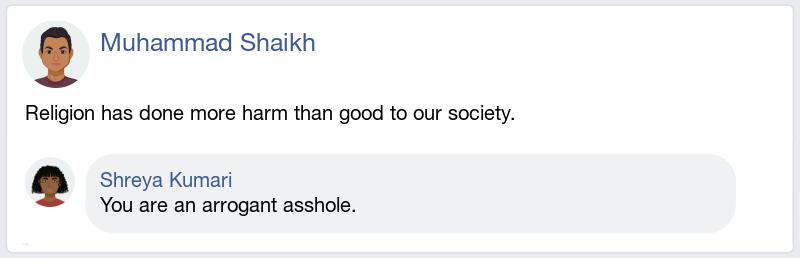 Muhammad Shaikh
Religion has done more harm than good to our society.
Shreya Kumari
You are an arrogant asshole.